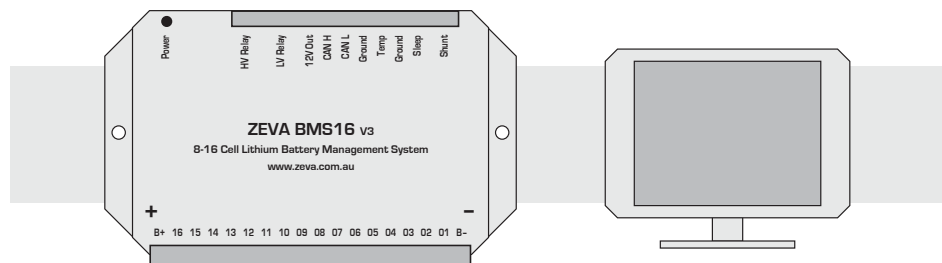 Power HV Relay LV Relay 12V Out CAN H CAN L Ground Temp Ground Sleep Shunt
ZEVA BMS16 V3
8-16 Cell Lithium Battery Management System
www.zeva.com.au
+ −
B+ 16 15 14 13 12 11 10 09 08 07 06 05 04 03 02 01 B-